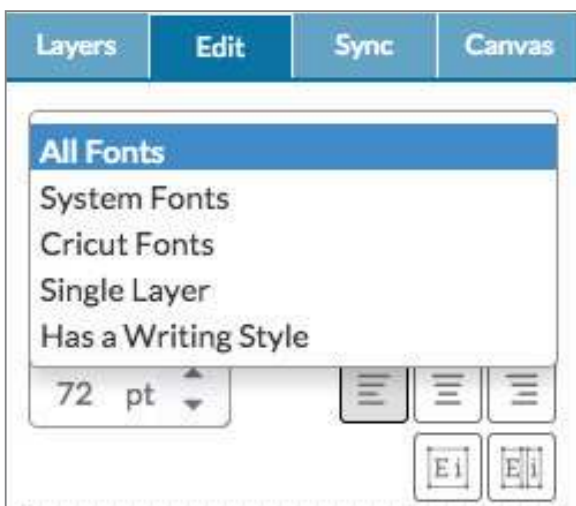 Layers Edit Sync Canvas
All Fonts
System Fonts
Cricut Fonts
Single Layer
Has a Writing Style
72 pt
E i E i